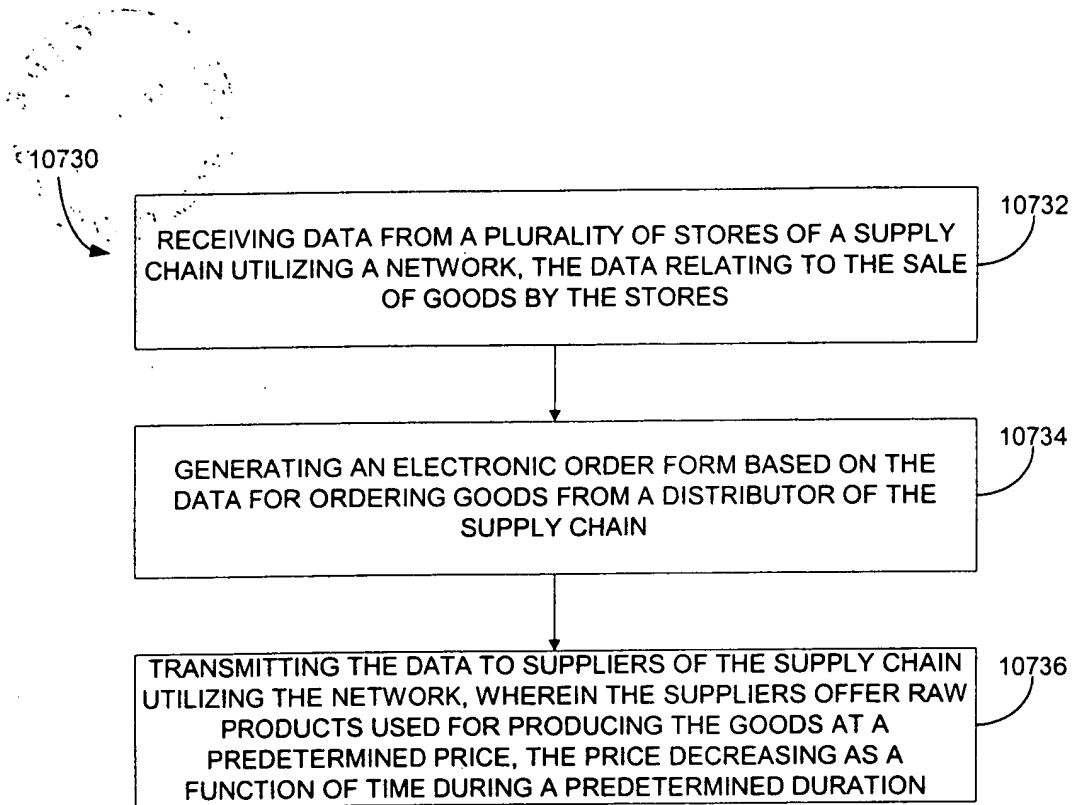 10730
10732
RECEIVING DATA FROM A PLURALITY OF STORES OF A SUPPLY
CHAIN UTILIZING A NETWORK, THE DATA RELATING TO THE SALE
OF GOODS BY THE STORES
10734
GENERATING AN ELECTRONIC ORDER FORM BASED ON THE
DATA FOR ORDERING GOODS FROM A DISTRIBUTOR OF THE
SUPPLY CHAIN
10736
TRANSMITTING THE DATA TO SUPPLIERS OF THE SUPPLY CHAIN
UTILIZING THE NETWORK, WHEREIN THE SUPPLIERS OFFER RAW
PRODUCTS USED FOR PRODUCING THE GOODS AT A
PREDETERMINED PRICE, THE PRICE DECREASING AS A
FUNCTION OF TIME DURING A PREDETERMINED DURATION